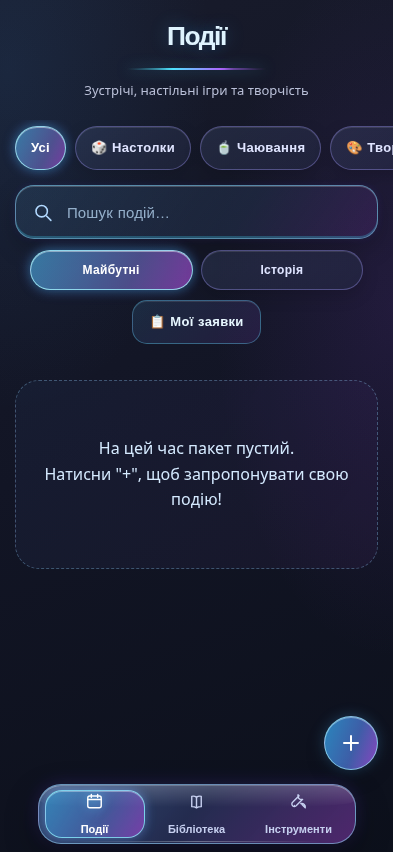 Події
Зустрічі, настільні ігри та творчість
Усі
🎲 Настолки
🍵 Чаювання
🎨 Твор
Пошук подій...
Майбутні
Історія
📋 Мої заявки
На цей час пакет пустий.
Натисни "+", щоб запропонувати свою
подію!
Події
Бібліотека
Інструменти